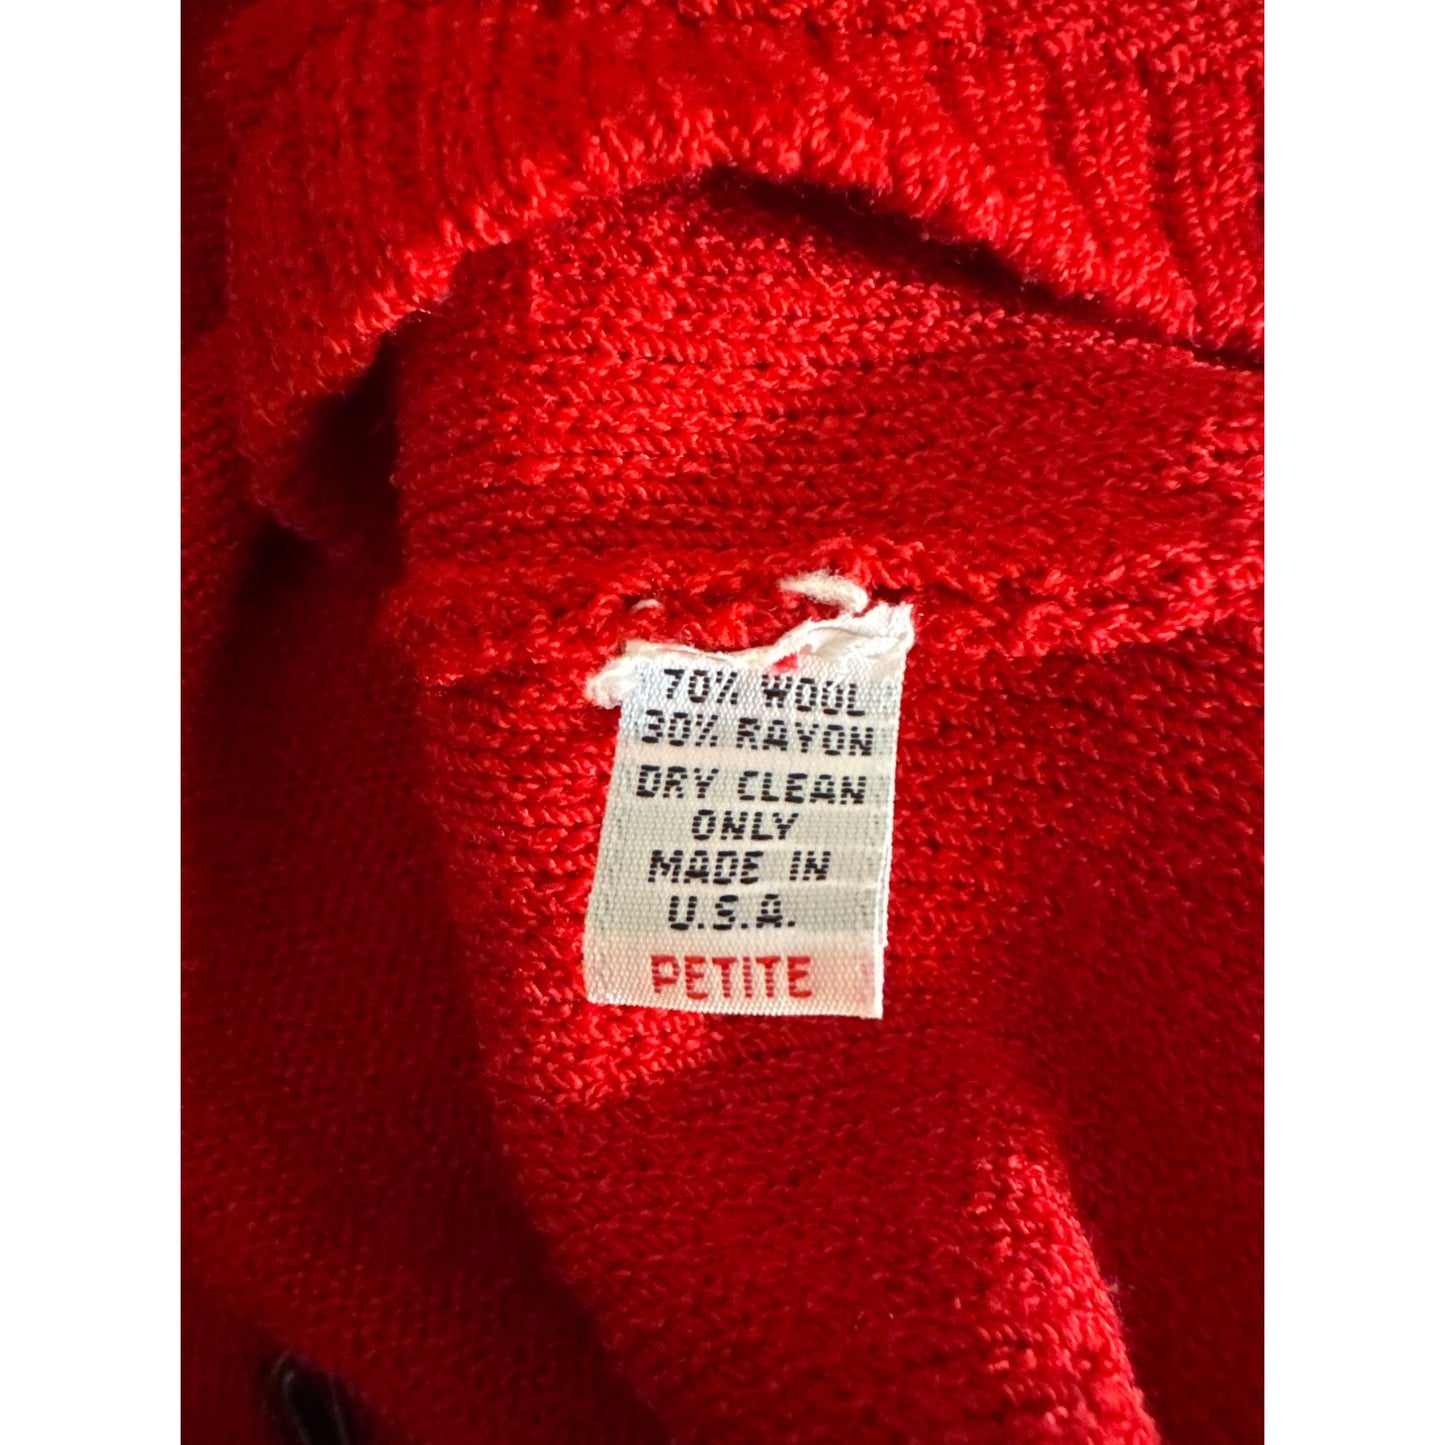 70% WOOL
30% RAYON
DRY CLEAN
ONLY
MADE IN
U.S.A.
PETITE